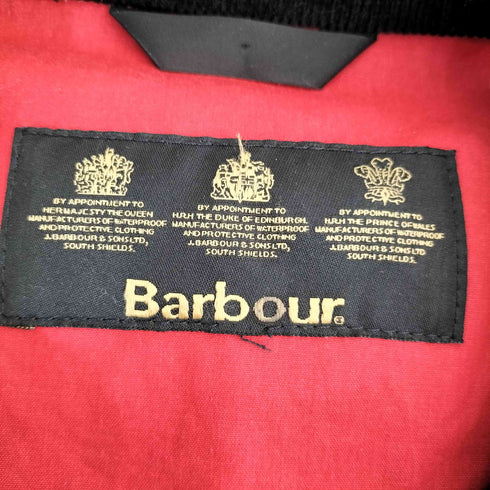 BY APPOINTMENT TO
HER MAJESTY THE QUEEN
MANUFACTURERS OF WATERPROOF
AND PROTECTIVE CLOTHING
J.BARBOUR & SONS LTD,
SOUTH SHIELDS.
BY APPOINTMENT TO
H.R.H. THE DUKE OF EDINBURGH,
MANUFACTURERS OF WATERPROOF
AND PROTECTIVE CLOTHING
J.BARBOUR & SONS LTD,
SOUTH SHIELDS.
BY APPOINTMENT TO
H.R.H. THE PRINCE OF WALES
MANUFACTURERS OF WATERPROOF
AND PROTECTIVE CLOTHING
J.BARBOUR & SONS LTD,
SOUTH SHIELDS.
Barbour